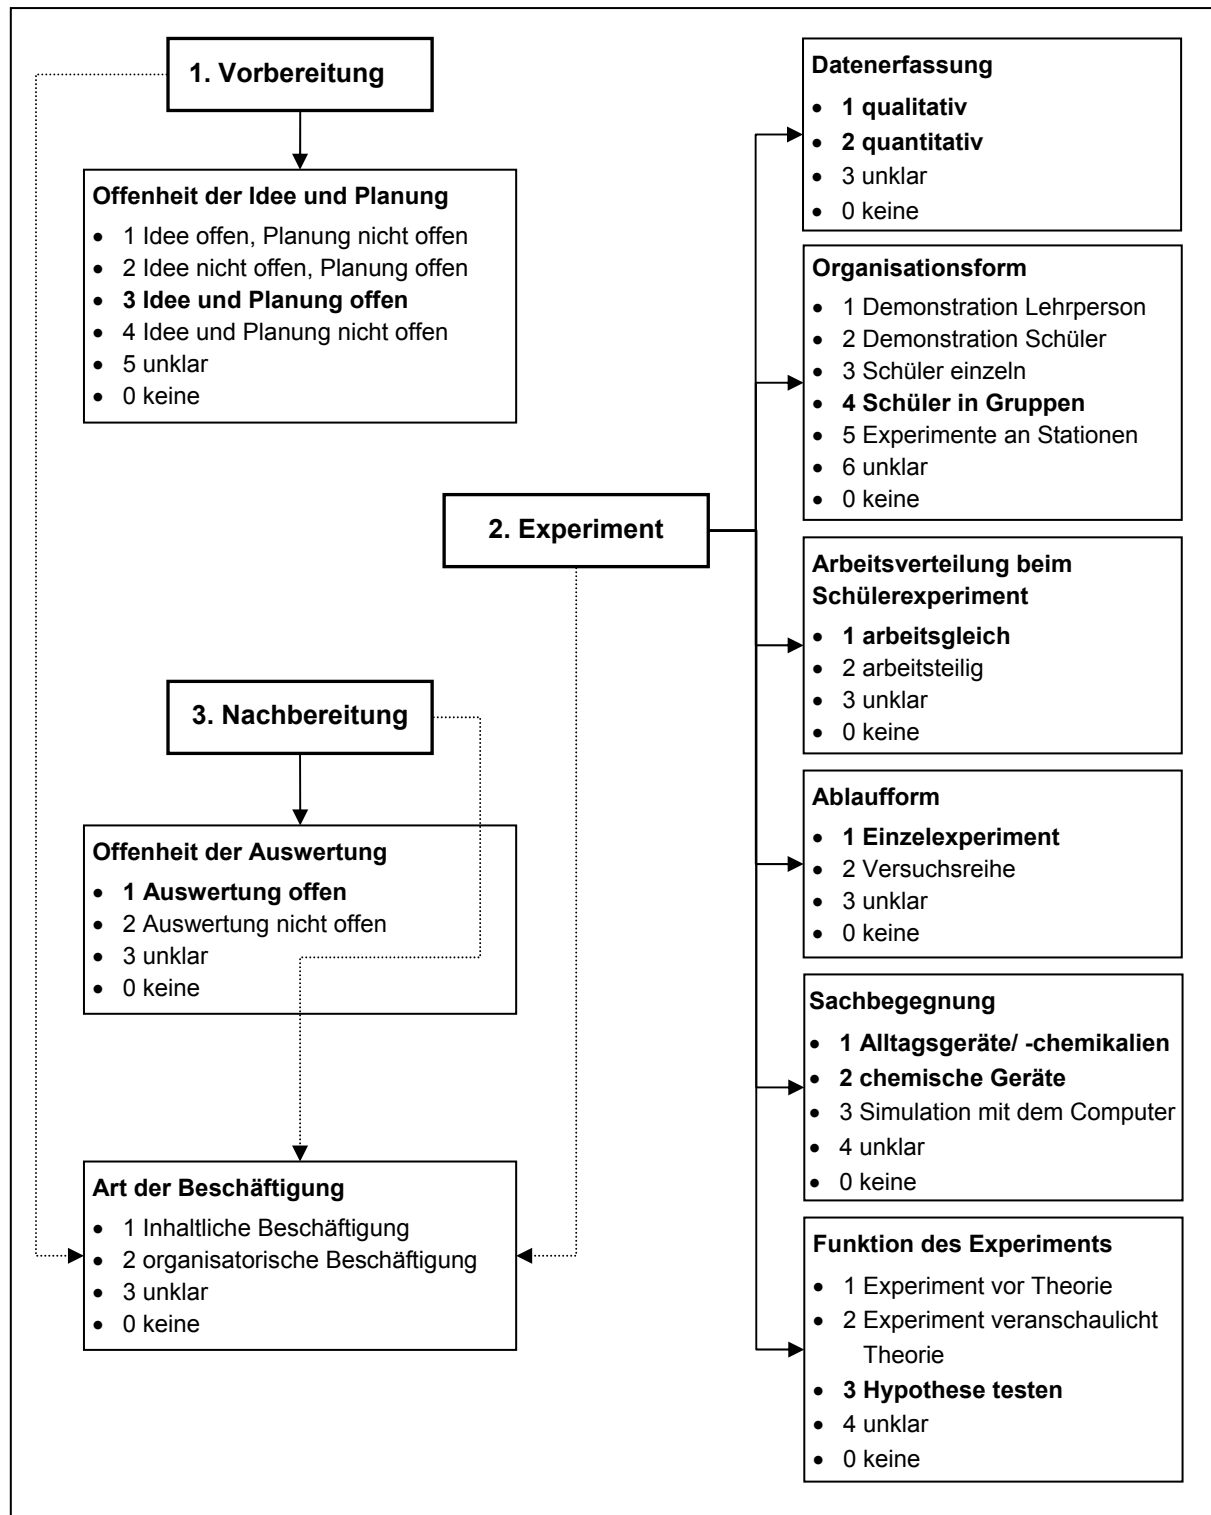 1. Vorbereitung
Offenheit der Idee und Planung
• 1 Idee offen, Planung nicht offen
• 2 Idee nicht offen, Planung offen
• 3 Idee und Planung offen
• 4 Idee und Planung nicht offen
• 5 unklar
• 0 keine
2. Experiment
3. Nachbereitung
Offenheit der Auswertung
• 1 Auswertung offen
• 2 Auswertung nicht offen
• 3 unklar
• 0 keine
Art der Beschäftigung
• 1 Inhaltliche Beschäftigung
• 2 organisatorische Beschäftigung
• 3 unklar
• 0 keine
Datenerfassung
• 1 qualitativ
• 2 quantitativ
• 3 unklar
• 0 keine
Organisationsform
• 1 Demonstration Lehrperson
• 2 Demonstration Schüler
• 3 Schüler einzeln
• 4 Schüler in Gruppen
• 5 Experimente an Stationen
• 6 unklar
• 0 keine
Arbeitsverteilung beim
Schülerexperiment
• 1 arbeitsgleich
• 2 arbeitsteilig
• 3 unklar
• 0 keine
Ablaufform
• 1 Einzelexperiment
• 2 Versuchsreihe
• 3 unklar
• 0 keine
Sachbegegnung
• 1 Alltagsgeräte/ -chemikalien
• 2 chemische Geräte
• 3 Simulation mit dem Computer
• 4 unklar
• 0 keine
Funktion des Experiments
• 1 Experiment vor Theorie
• 2 Experiment veranschaulicht
Theorie
• 3 Hypothese testen
• 4 unklar
• 0 keine